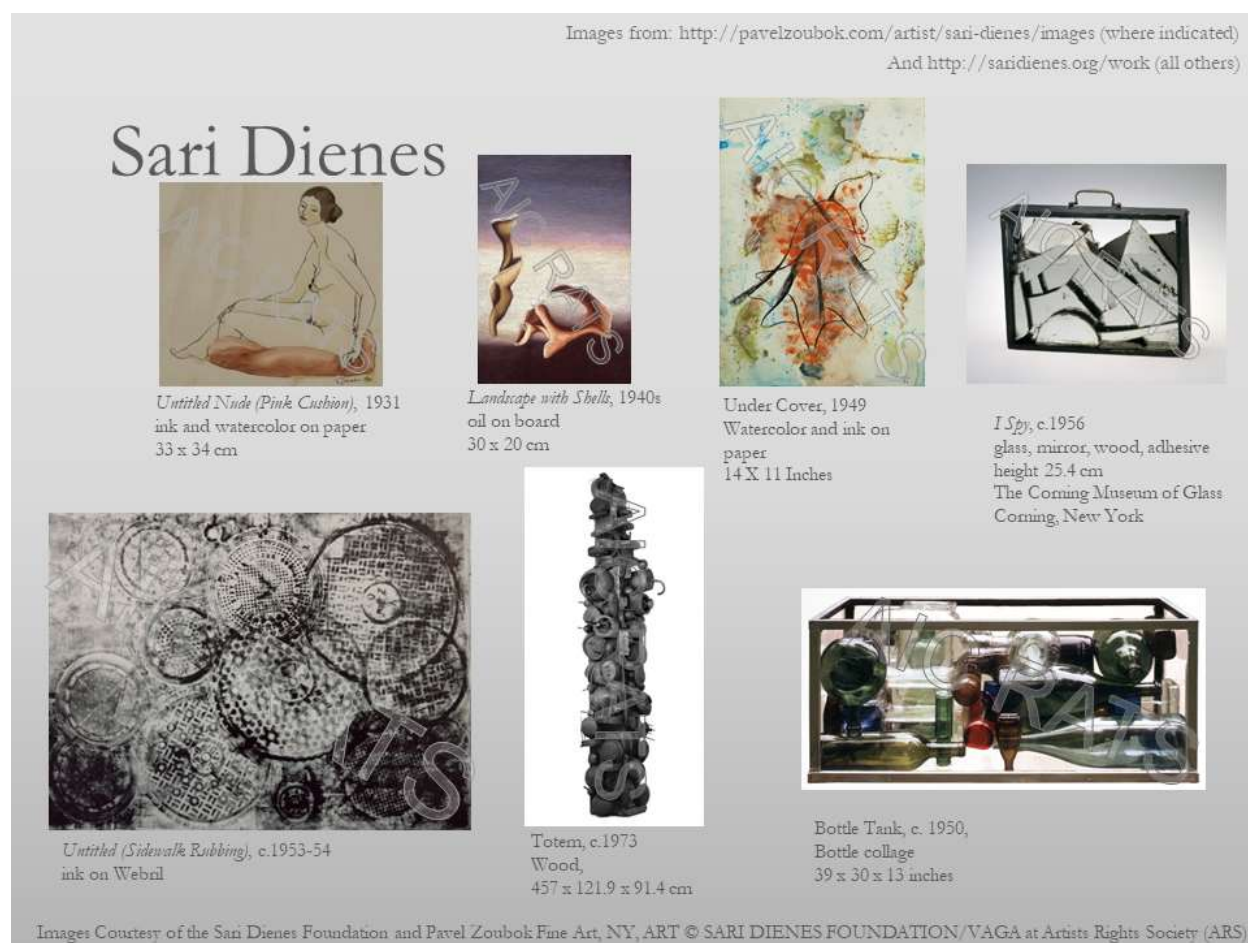 Images from: http://pavelzoubok.com/artist/sari-dienes/images (where indicated)
And http://saridienes.org/work (all others)
Sari Dienes
Untitled Nude (Pink Cushion), 1931
ink and watercolor on paper
33 x 34 cm
Landscape with Shells, 1940s
oil on board
30 x 20 cm
Under Cover, 1949
Watercolor and ink on
paper
14 X 11 Inches
I Spy, c.1956
glass, mirror, wood, adhesive
height 25.4 cm
The Corning Museum of Glass
Corning, New York
Untitled (Sidewalk Rubbing), c.1953-54
ink on Webril
Totem, c.1973
Wood,
457 x 121.9 x 91.4 cm
Bottle Tank, c. 1950,
Bottle collage
39 x 30 x 13 inches
Images Courtesy of the Sari Dienes Foundation and Pavel Zoubok Fine Art, NY, ART © SARI DIENES FOUNDATION/VAGA at Artists Rights Society (ARS)